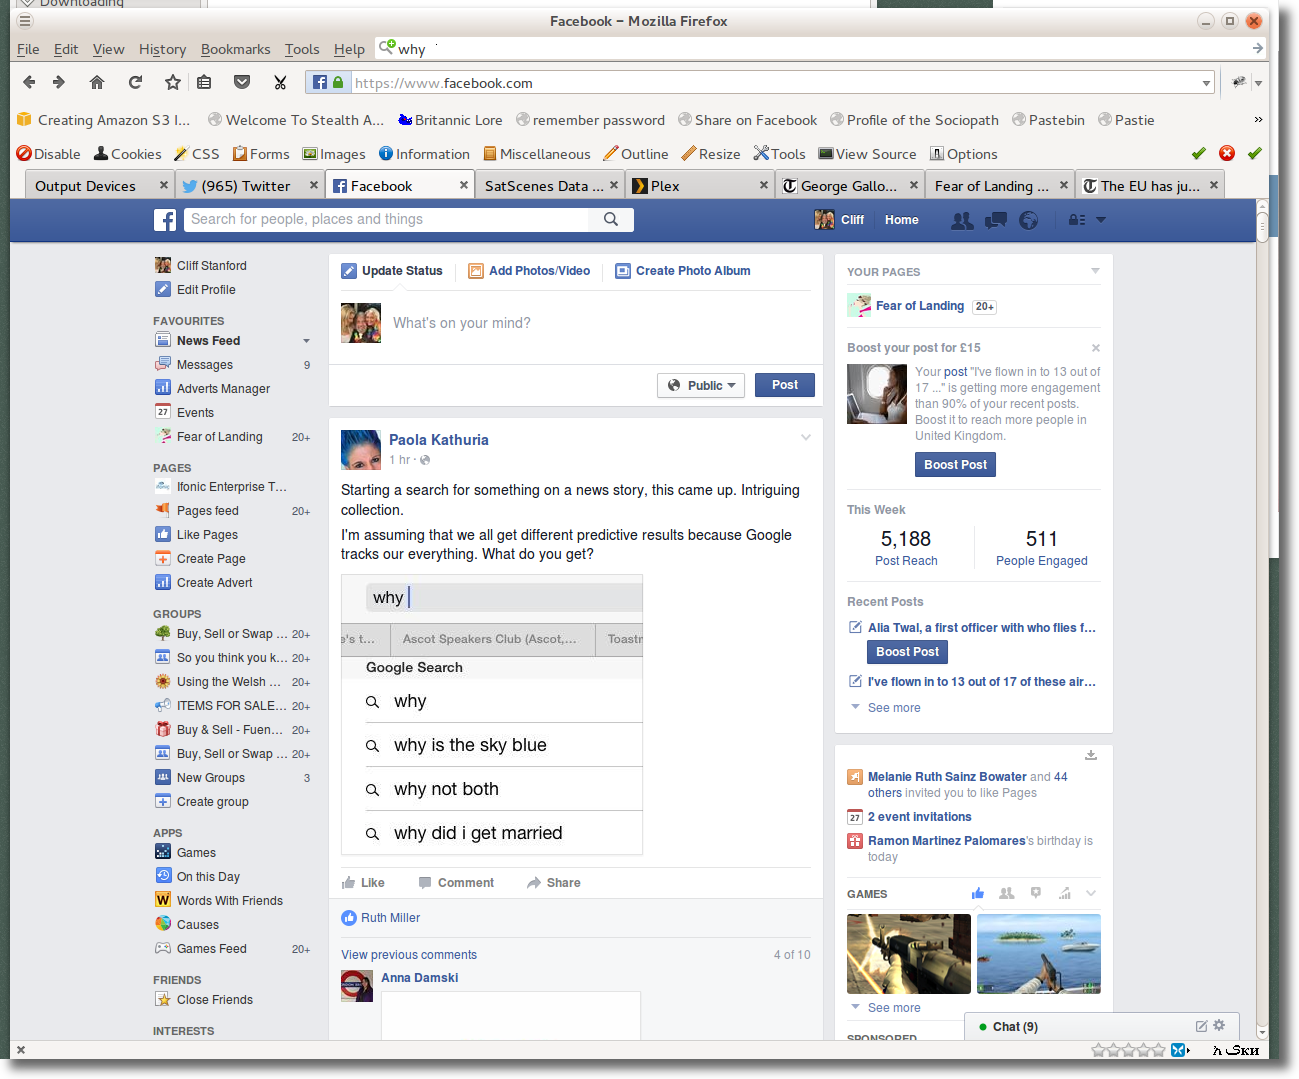 Downloading
Facebook – Mozilla Firefox
File Edit View History Bookmarks Tools Help why
https://www.facebook.com
Creating Amazon S3 I... Welcome To Stealth A... Britannic Lore remember password Share on Facebook Profile of the Sociopath Pastebin Pastie »
Disable Cookies CSS Forms Images Information Miscellaneous Outline Resize Tools View Source Options
Output Devices (965) Twitter Facebook SatScenes Data ... Plex George Gallo... Fear of Landing ... The EU has ju...
Search for people, places and things Cliff Home
Cliff Stanford
Edit Profile
FAVOURITES
News Feed
Messages 9
Adverts Manager
27 Events
Fear of Landing 20+
PAGES
Ifonic Enterprise T...
Pages feed 20+
Like Pages
Create Page
Create Advert
GROUPS
Buy, Sell or Swap ... 20+
So you think you k... 20+
Using the Welsh ... 20+
ITEMS FOR SALE... 20+
Buy & Sell - Fuen... 20+
Buy, Sell or Swap ... 20+
New Groups 3
Create group
APPS
Games
On this Day
Words With Friends
Causes
Games Feed 20+
FRIENDS
Close Friends
INTERESTS
Update Status Add Photos/Video Create Photo Album
What's on your mind?
Public Post
Paola Kathuria
1 hr ·
Starting a search for something on a news story, this came up. Intriguing
collection.
I'm assuming that we all get different predictive results because Google
tracks our everything. What do you get?
why
e's t... Ascot Speakers Club (Ascot,... Toastr
Google Search
why
why is the sky blue
why not both
why did i get married
Like Comment Share
Ruth Miller
View previous comments 4 of 10
Anna Damski
YOUR PAGES
Fear of Landing 20+
Boost your post for £15
Your post "I've flown in to 13 out of
17 ..." is getting more engagement
than 90% of your recent posts.
Boost it to reach more people in
United Kingdom.
Boost Post
This Week
5,188 511
Post Reach People Engaged
Recent Posts
Alia Twal, a first officer with who flies f...
Boost Post
I've flown in to 13 out of 17 of these air...
See more
Melanie Ruth Sainz Bowater and 44
others invited you to like Pages
27 2 event invitations
Ramon Martinez Palomares's birthday is
today
GAMES
See more
SPONSORED
Chat (9)